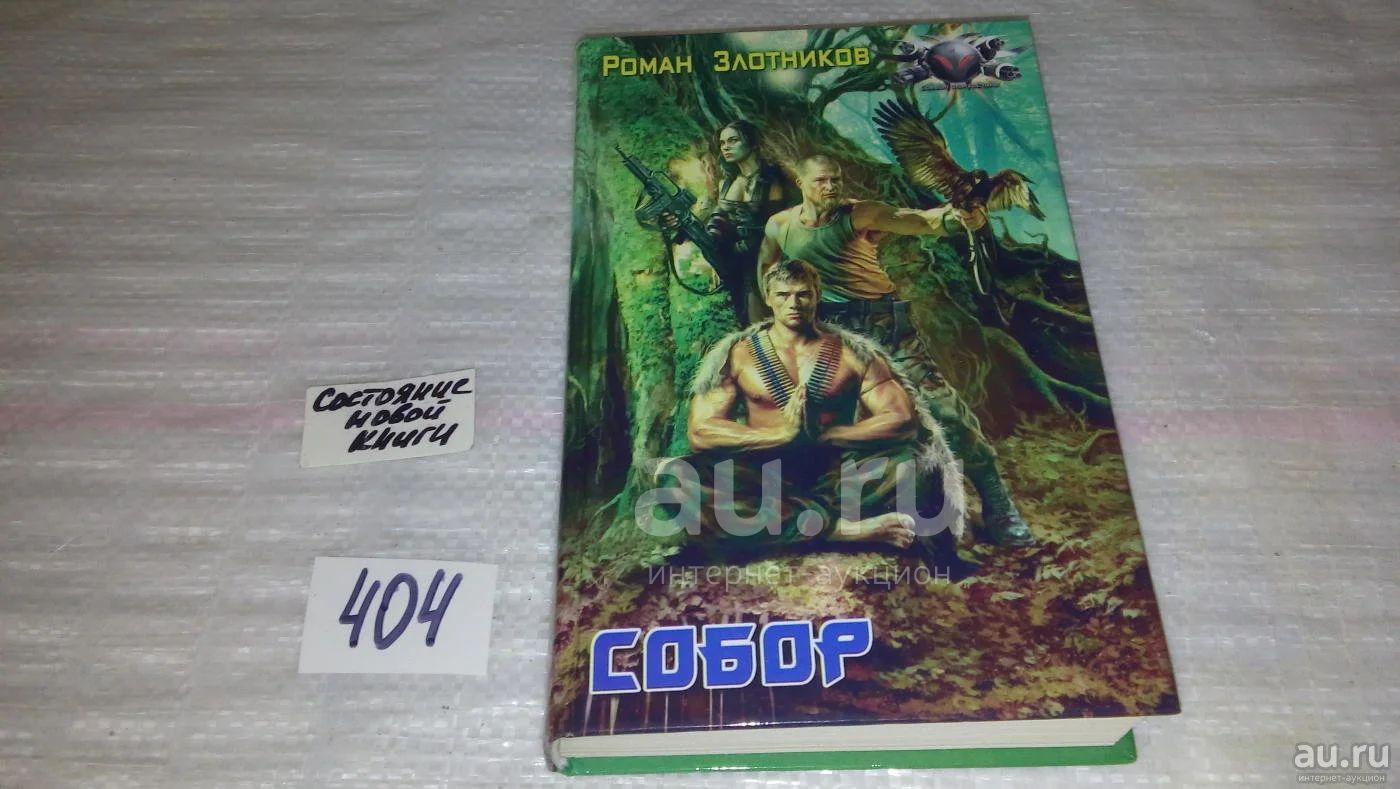 Роман Злотников
Состояние
новой
книги
404
au.ru
интернет-аукцион
СОБОР
au.ru
интернет-аукцион